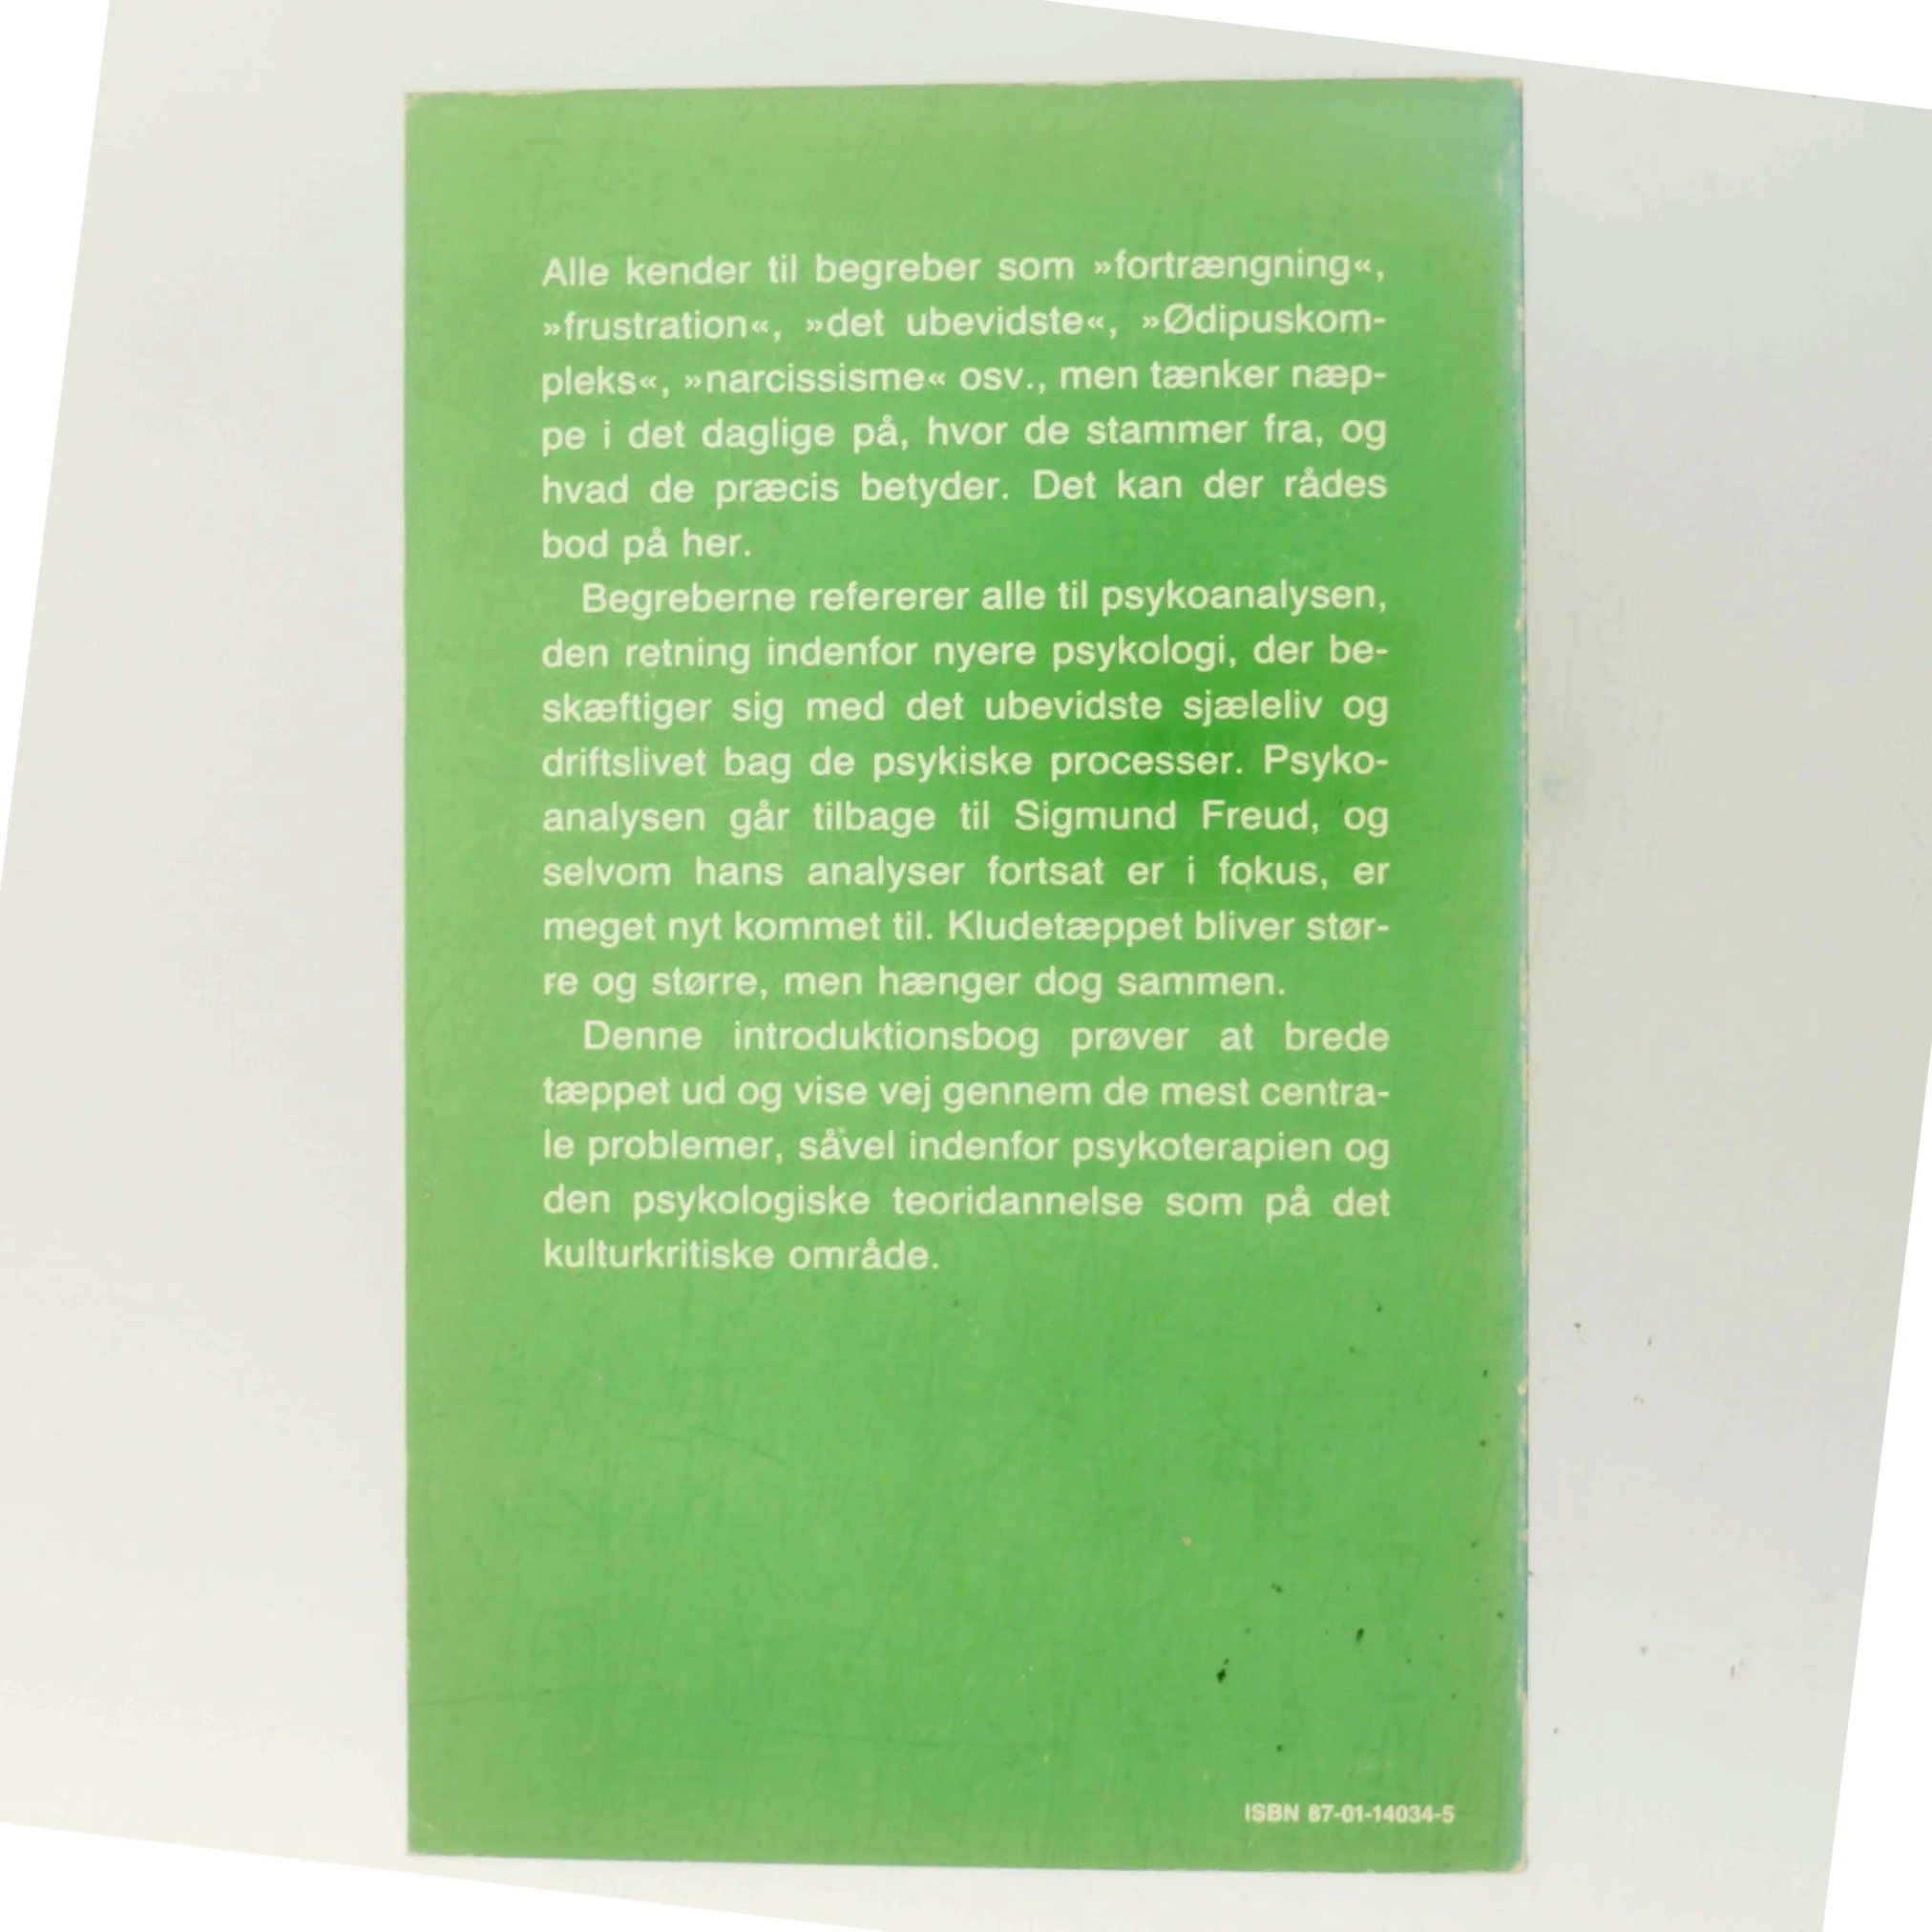 Alle kender til begreber som »fortrængning«,
»frustration«, »det ubevidste«, »Ødipuskom-
pleks«, »narcissisme« osv., men tænker næp-
pe i det daglige på, hvor de stammer fra, og
hvad de præcis betyder. Det kan der rådes
bod på her.
Begreberne refererer alle til psykoanalysen,
den retning indenfor nyere psykologi, der be-
skæftiger sig med det ubevidste sjæleliv og
driftslivet bag de psykiske processer. Psyko-
analysen går tilbage til Sigmund Freud, og
selvom hans analyser fortsat er i fokus, er
meget nyt kommet til. Kludetæppet bliver stør-
re og større, men hænger dog sammen.
Denne introduktionsbog prøver at brede
tæppet ud og vise vej gennem de mest centra-
le problemer, såvel indenfor psykoterapien og
den psykologiske teoridannelse som på det
kulturkritiske område.
ISBN 87-01-14034-5